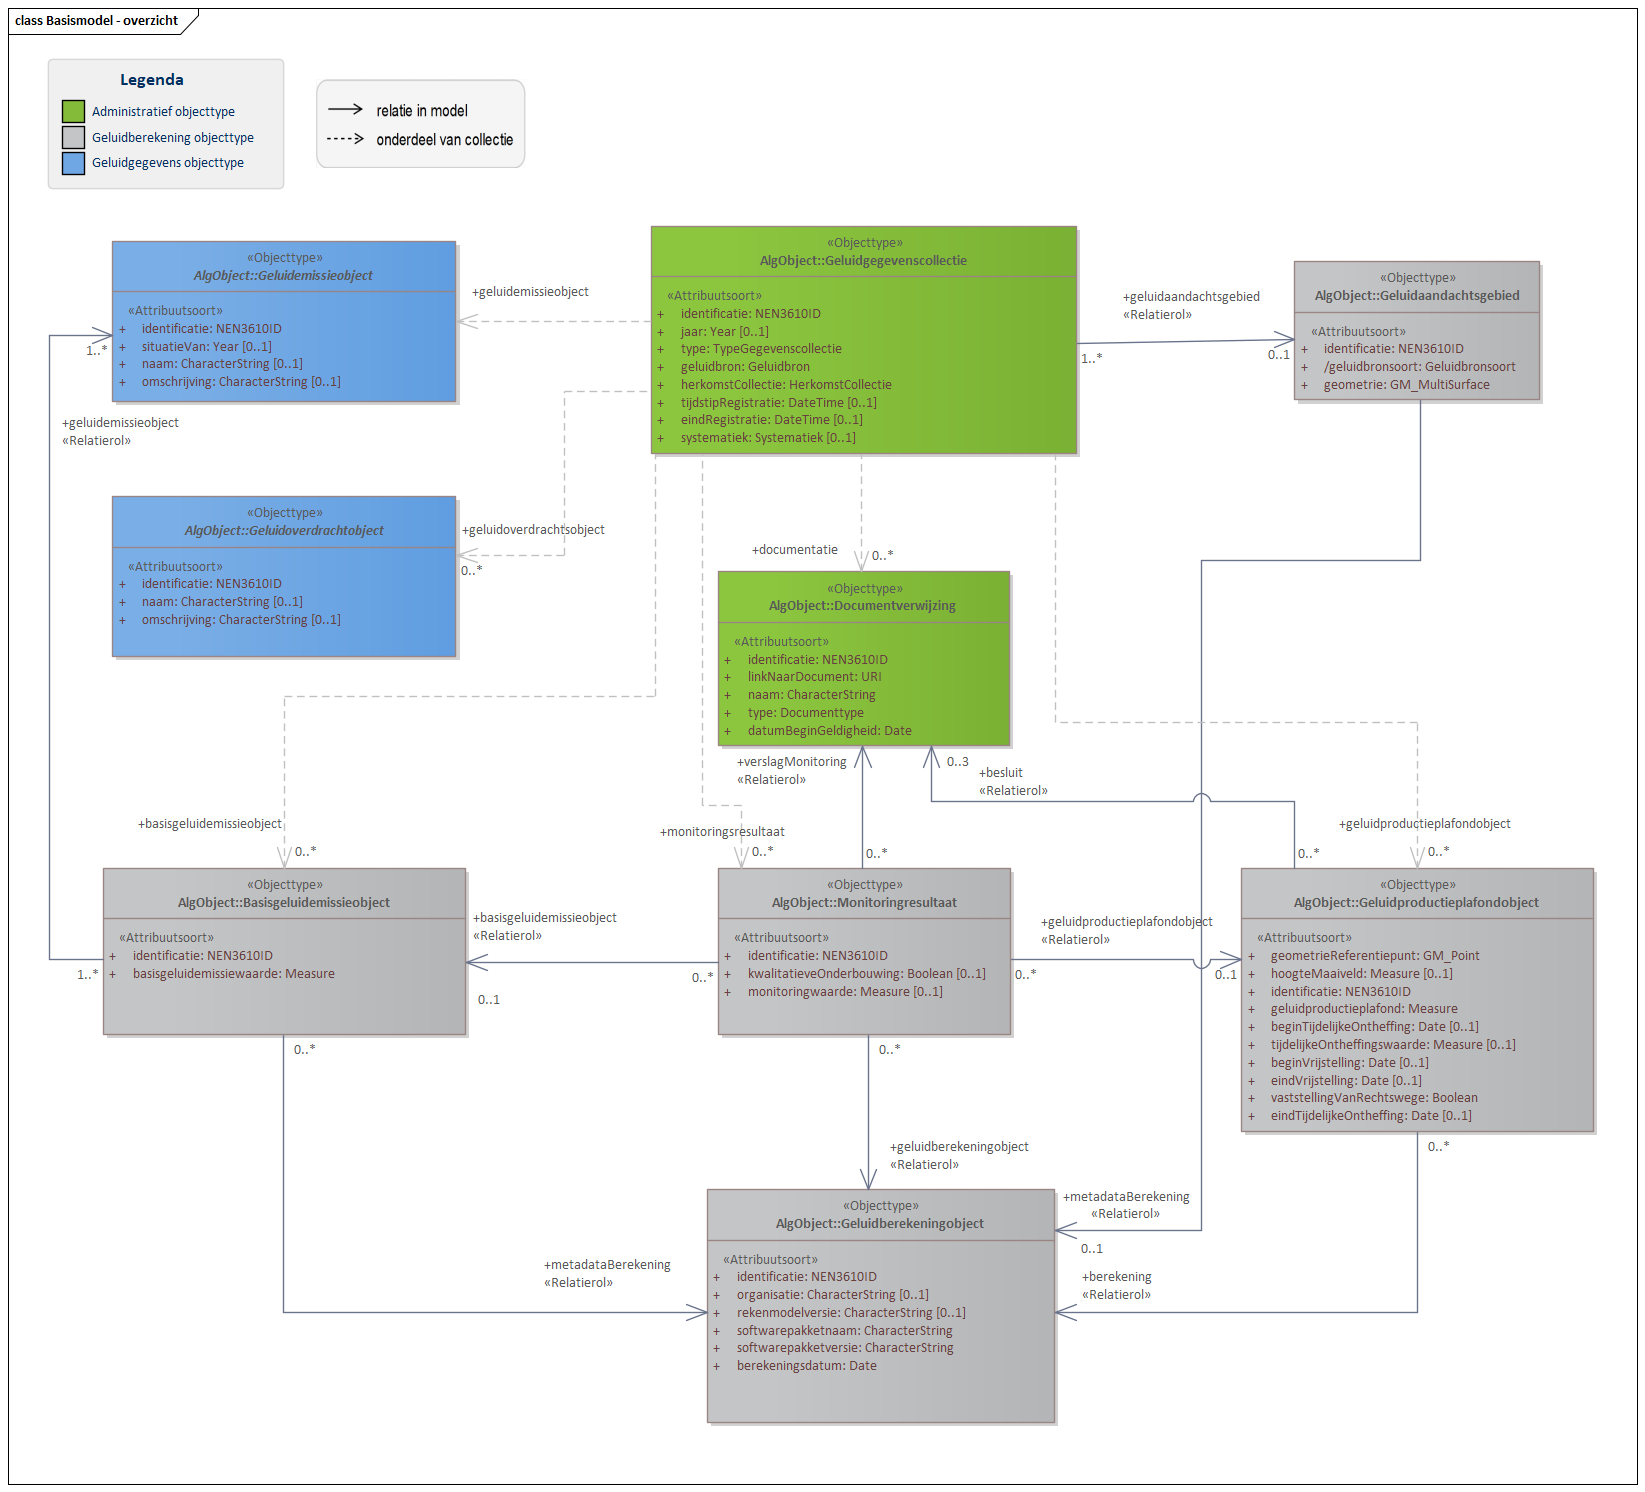 class Basismodel - overzicht
Legenda
Administratief objecttype
Geluidberekening objecttype
Geluidgegevens objecttype
relatie in model
onderdeel van collectie
«Objecttype»
AlgObject::Geluidemissieobject
«Attribuutsoort»
+ identificatie: NEN3610ID
+ situatieVan: Year [0..1]
+ naam: CharacterString [0..1]
+ omschrijving: CharacterString [0..1]
+geluidemissieobject
«Objecttype»
AlgObject::Geluidgegevenscollectie
«Attribuutsoort»
+ identificatie: NEN3610ID
+ jaar: Year [0..1]
+ type: TypeGegevenscollectie
+ geluidbron: Geluidbron
+ herkomstCollectie: HerkomstCollectie
+ tijdstipRegistratie: DateTime [0..1]
+ eindRegistratie: DateTime [0..1]
+ systematiek: Systematiek [0..1]
+geluidaandachtsgebied
«Relatierol»
1..*
0..1
«Objecttype»
AlgObject::Geluidaandachtsgebied
«Attribuutsoort»
+ identificatie: NEN3610ID
+ /geluidbronsoort: Geluidbronsoort
+ geometrie: GM_MultiSurface
1..*
+geluidemissieobject
«Relatierol»
«Objecttype»
AlgObject::Geluidoverdrachtobject
«Attribuutsoort»
+ identificatie: NEN3610ID
+ naam: CharacterString [0..1]
+ omschrijving: CharacterString [0..1]
+geluidoverdrachtsobject
0..*
+documentatie
0..*
«Objecttype»
AlgObject::Documentverwijzing
«Attribuutsoort»
+ identificatie: NEN3610ID
+ linkNaarDocument: URI
+ naam: CharacterString
+ type: Documenttype
+ datumBeginGeldigheid: Date
+verslagMonitoring
«Relatierol»
0..3
+besluit
«Relatierol»
+basisgeluidemissieobject
0..*
+monitoringsresultaat
0..*
0..*
+geluidproductieplafondobject
0..*
0..*
«Objecttype»
AlgObject::Basisgeluidemissieobject
«Attribuutsoort»
+ identificatie: NEN3610ID
+ basisgeluidemissiewaarde: Measure
1..*
+basisgeluidemissieobject
«Relatierol»
0..1
0..*
«Objecttype»
AlgObject::Monitoringresultaat
«Attribuutsoort»
+ identificatie: NEN3610ID
+ kwalitatieveOnderbouwing: Boolean [0..1]
+ monitoringwaarde: Measure [0..1]
+geluidproductieplafondobject
«Relatierol»
0..*
0..1
«Objecttype»
AlgObject::Geluidproductieplafondobject
«Attribuutsoort»
+ geometrieReferentiepunt: GM_Point
+ hoogteMaaiveld: Measure [0..1]
+ identificatie: NEN3610ID
+ geluidproductieplafond: Measure
+ beginTijdelijkeOntheffing: Date [0..1]
+ tijdelijkeOntheffingswaarde: Measure [0..1]
+ beginVrijstelling: Date [0..1]
+ eindVrijstelling: Date [0..1]
+ vaststellingVanRechtswege: Boolean
+ eindTijdelijkeOntheffing: Date [0..1]
0..*
0..*
0..*
+geluidberekeningobject
«Relatierol»
+metadataBerekening
«Relatierol»
0..1
+metadataBerekening
«Relatierol»
+berekening
«Relatierol»
«Objecttype»
AlgObject::Geluidberekeningobject
«Attribuutsoort»
+ identificatie: NEN3610ID
+ organisatie: CharacterString [0..1]
+ rekenmodelversie: CharacterString [0..1]
+ softwarepakketnaam: CharacterString
+ softwarepakketversie: CharacterString
+ berekeningsdatum: Date